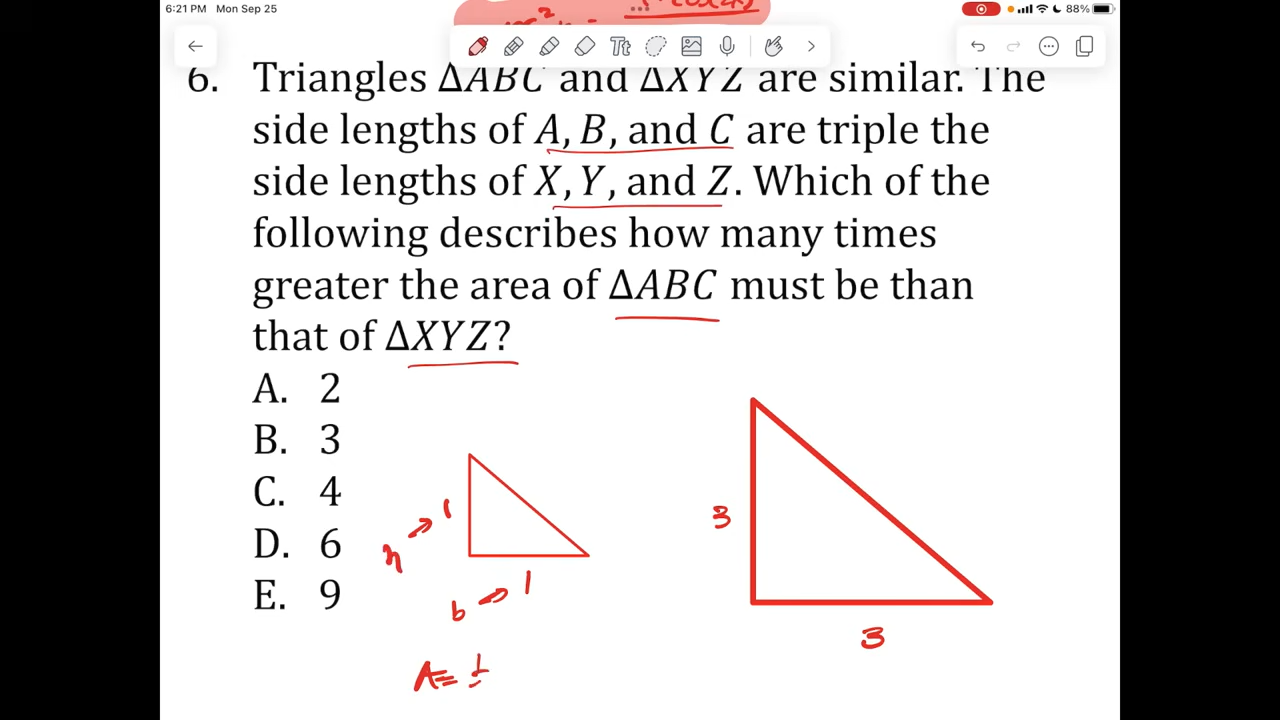 6:21 PM Mon Sep 25
88%
Tt
6. Triangles ΔABC and ΔXYZ are similar. The
side lengths of A, B, and C are triple the
side lengths of X, Y, and Z. Which of the
following describes how many times
greater the area of ΔABC must be than
that of ΔXYZ?
A. 2
B. 3
C. 4
D. 6
E. 9
h → 1
b → 1
3
3
A =